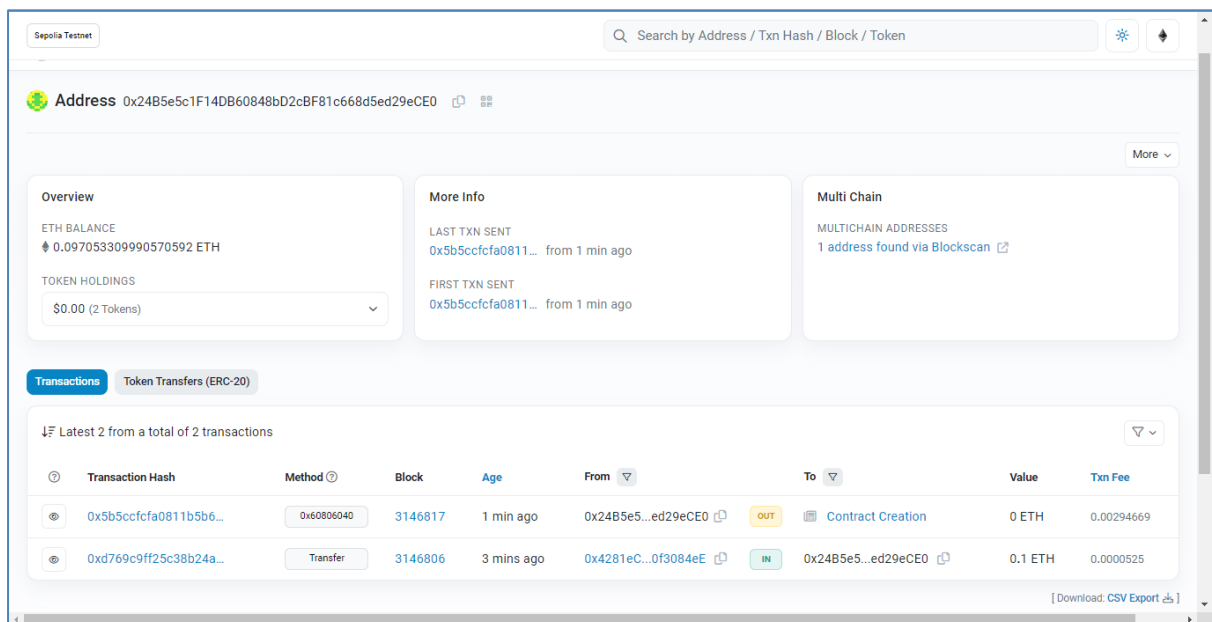 Sepolia Testnet
Search by Address / Txn Hash / Block / Token
Address 0x24B5e5c1F14DB60848bD2cBF81c668d5ed29eCE0
More
Overview
ETH BALANCE
0.097053309990570592 ETH
TOKEN HOLDINGS
$0.00 (2 Tokens)
More Info
LAST TXN SENT
0x5b5ccfcfa0811... from 1 min ago
FIRST TXN SENT
0x5b5ccfcfa0811... from 1 min ago
Multi Chain
MULTICHAIN ADDRESSES
1 address found via Blockscan
Transactions Token Transfers (ERC-20)
Latest 2 from a total of 2 transactions
Transaction Hash Method Block Age From To Value Txn Fee
0x5b5ccfcfa0811b5b6... 0x60806040 3146817 1 min ago 0x24B5e5...ed29eCE0 OUT Contract Creation 0 ETH 0.00294669
0xd769c9ff25c38b24a... Transfer 3146806 3 mins ago 0x4281eC...0f3084eE IN 0x24B5e5...ed29eCE0 0.1 ETH 0.0000525
[ Download: CSV Export ]